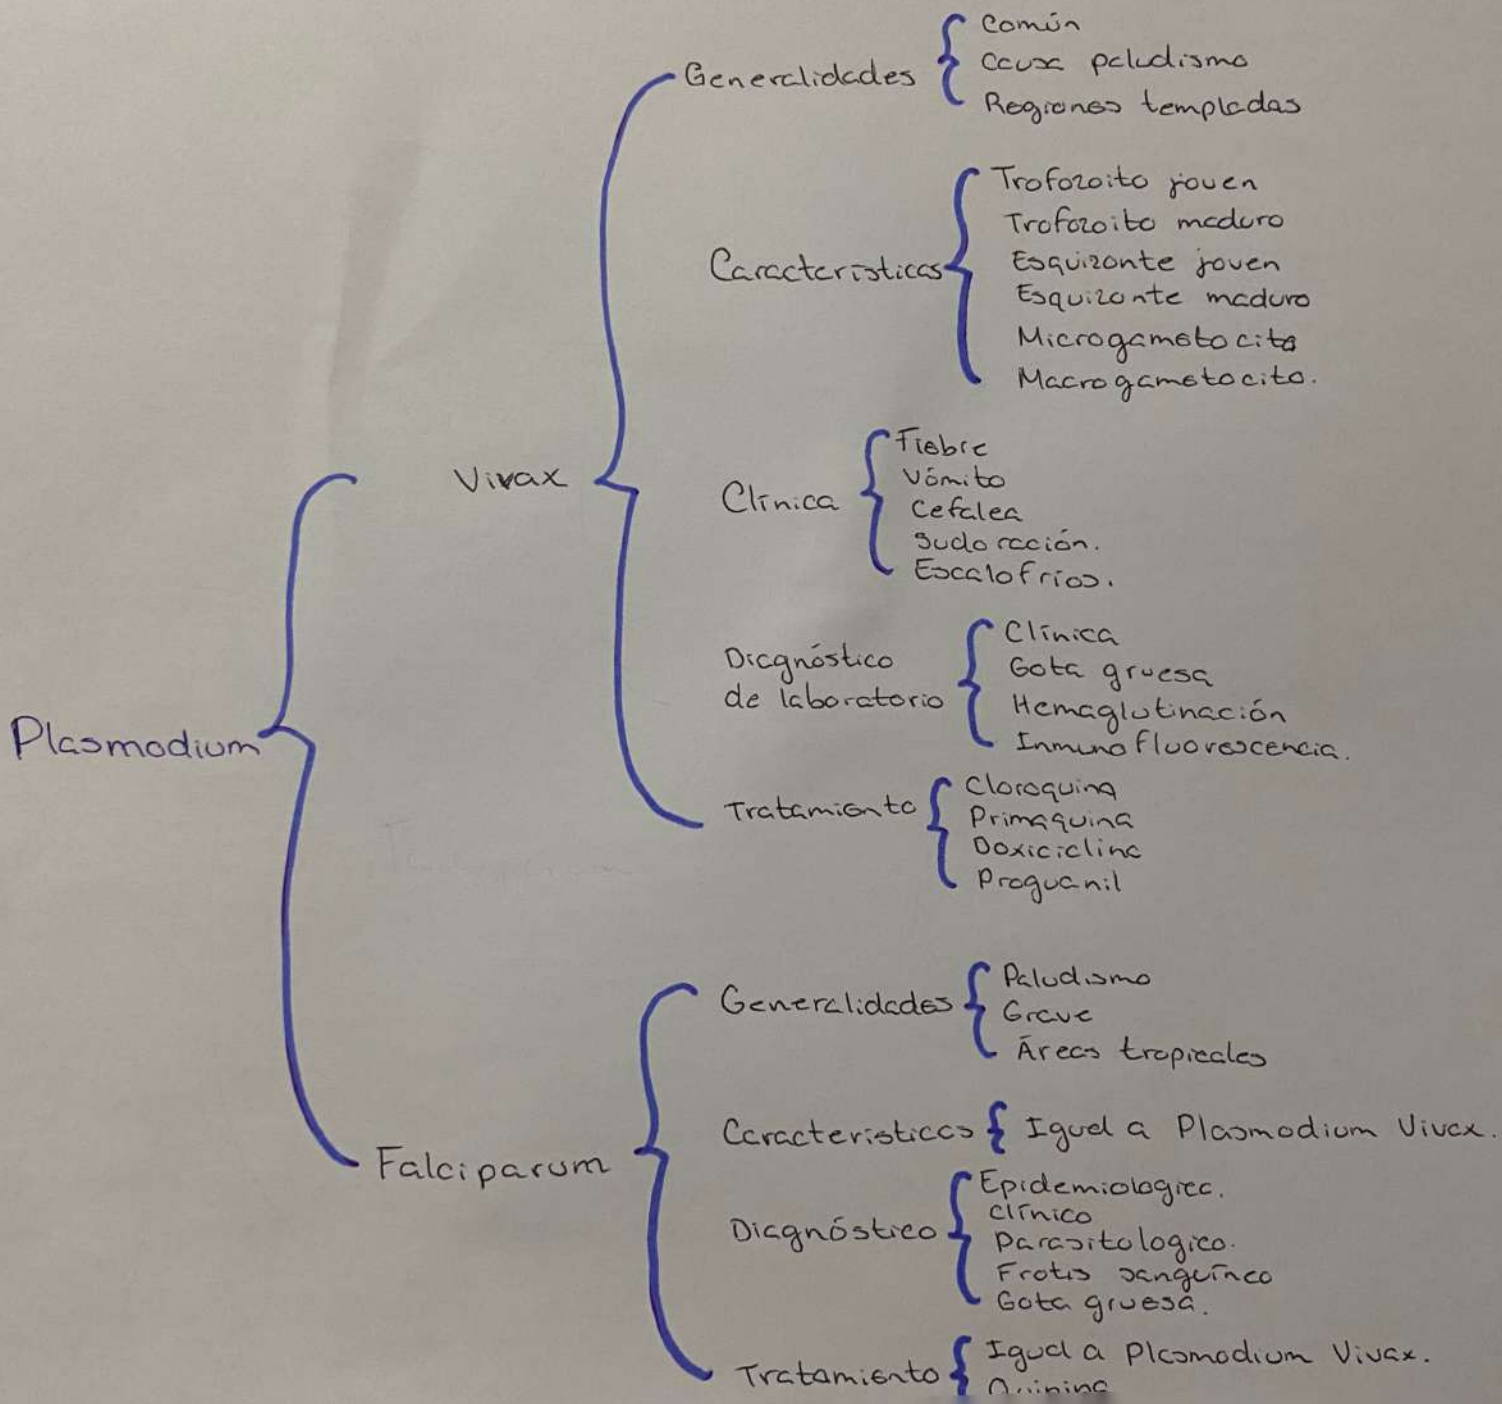 Plasmodium
Vivax
Generalidades
Común
Causa paludismo
Regiones templadas
Características
Trofozoito joven
Trofozoito maduro
Esquizonte joven
Esquizonte maduro
Microgametocito
Macrogametocito.
Clínica
Fiebre
Vómito
Cefalea
Sudoración.
Escalofríos.
Diagnóstico
de laboratorio
Clínica
Gota gruesa
Hemaglutinación
Inmunofluorescencia.
Tratamiento
Cloroquina
Primaquina
Doxiciclina
Proguanil
Falciparum
Generalidades
Paludismo
Grave
Áreas tropicales
Caracteristicas
Igual a Plasmodium Vivax.
Diagnóstico
Epidemiologica.
Clínico
Parasitologico.
Frotis sanguíneo
Gota gruesa.
Tratamiento
Igual a Plasmodium Vivax.
Quinina